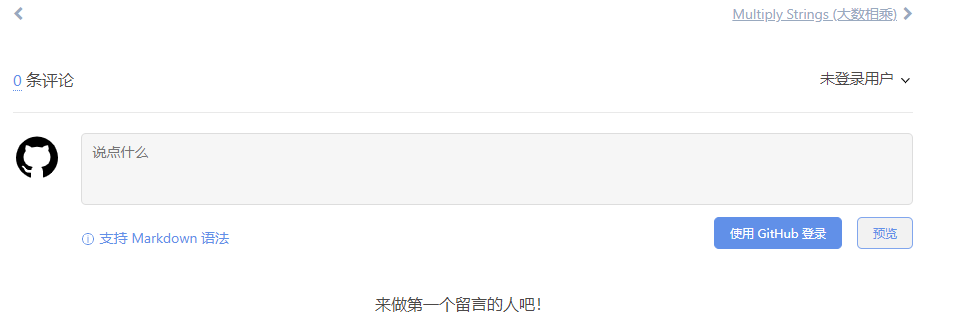 Multiply Strings (大数相乘)
0 条评论
未登录用户
说点什么
支持 Markdown 语法
使用 GitHub 登录
预览
来做第一个留言的人吧！